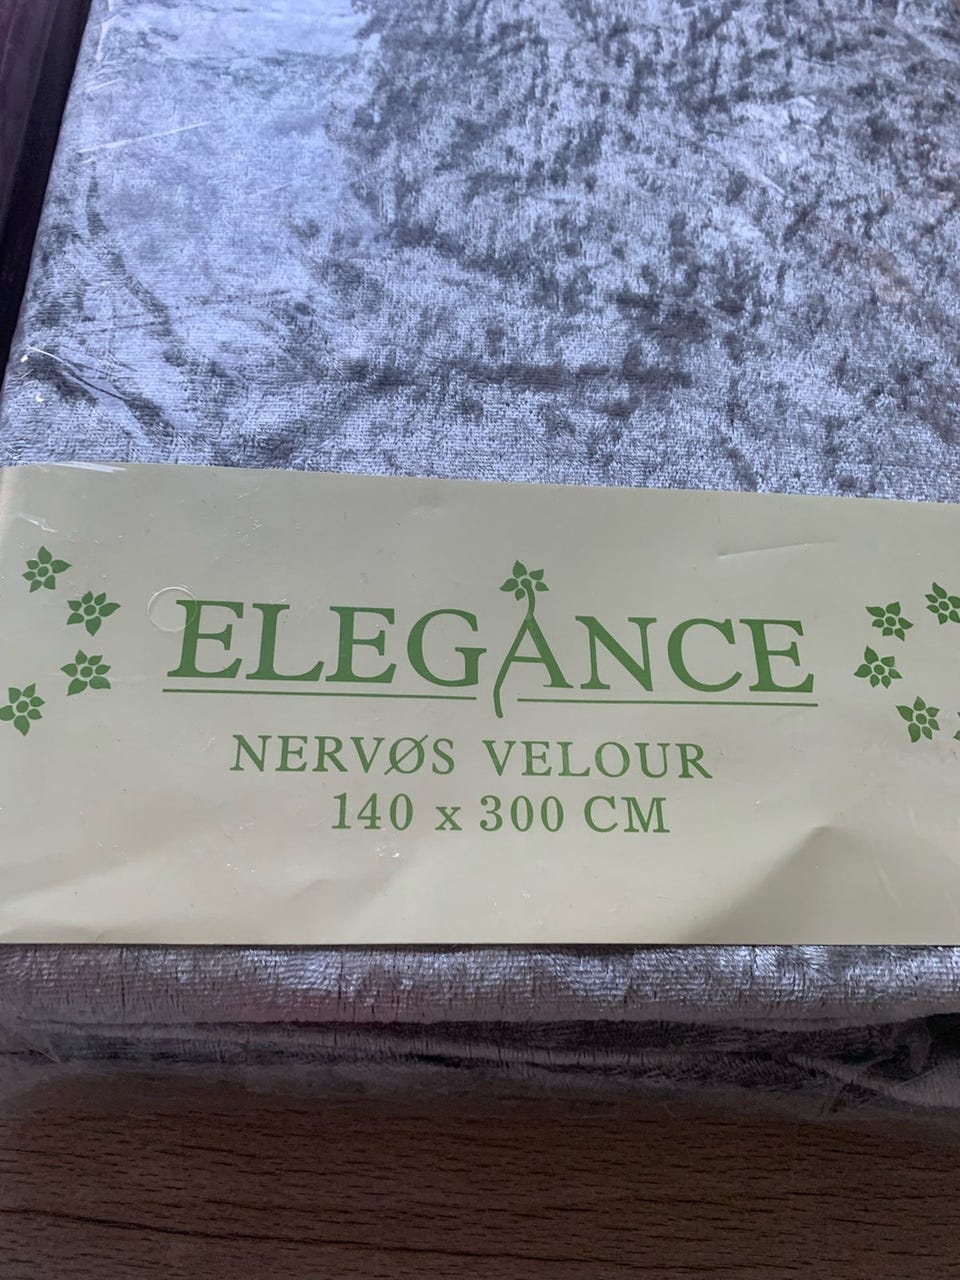 ELEGANCE
NERVØS VELOUR
140 x 300 CM